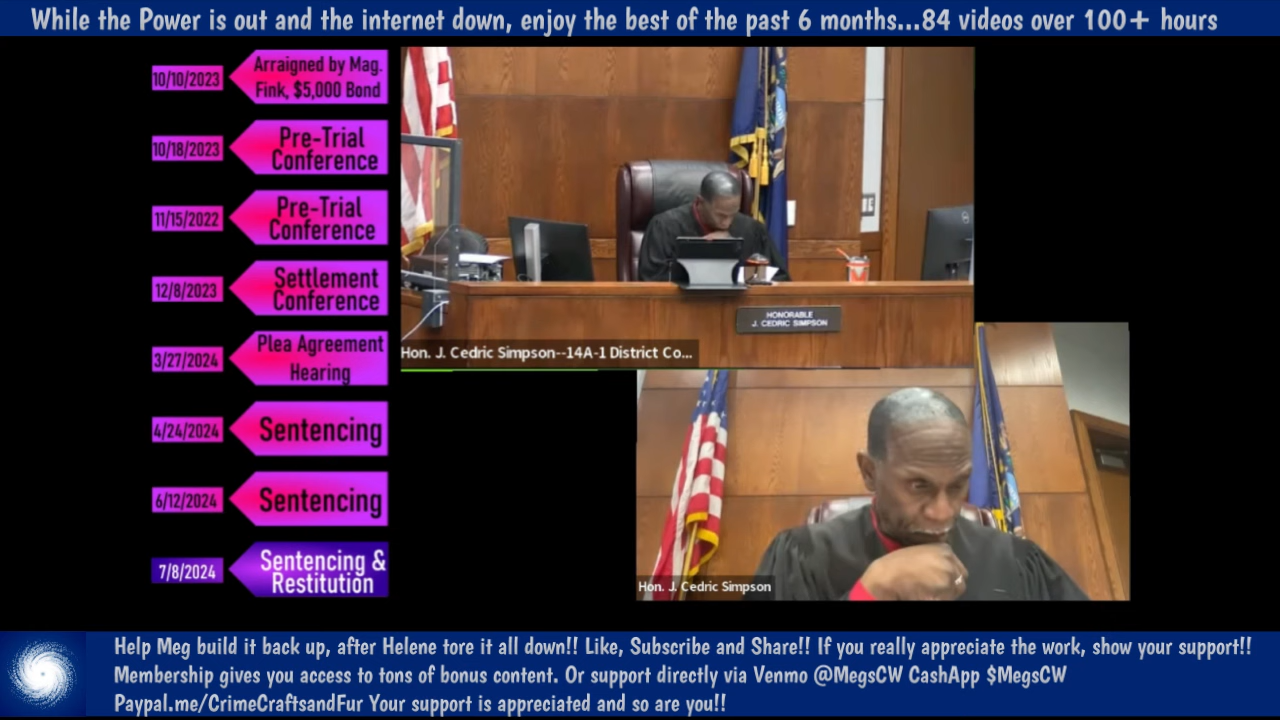 While the Power is out and the internet down, enjoy the best of the past 6 months...84 videos over 100+ hours
10/10/2023
Arraigned by Mag.
Fink, $5,000 Bond
10/18/2023
Pre-Trial
Conference
11/15/2022
Pre-Trial
Conference
12/8/2023
Settlement
Conference
3/27/2024
Plea Agreement
Hearing
4/24/2024
Sentencing
6/12/2024
Sentencing
7/8/2024
Sentencing &
Restitution
HONORABLE
J. CEDRIC SIMPSON
Hon. J. Cedric Simpson--14A-1 District Co...
Hon. J. Cedric Simpson
Help Meg build it back up, after Helene tore it all down!! Like, Subscribe and Share!! If you really appreciate the work, show your support!!
Membership gives you access to tons of bonus content. Or support directly via Venmo @MegsCW CashApp $MegsCW
Paypal.me/CrimeCraftsandFur Your support is appreciated and so are you!!